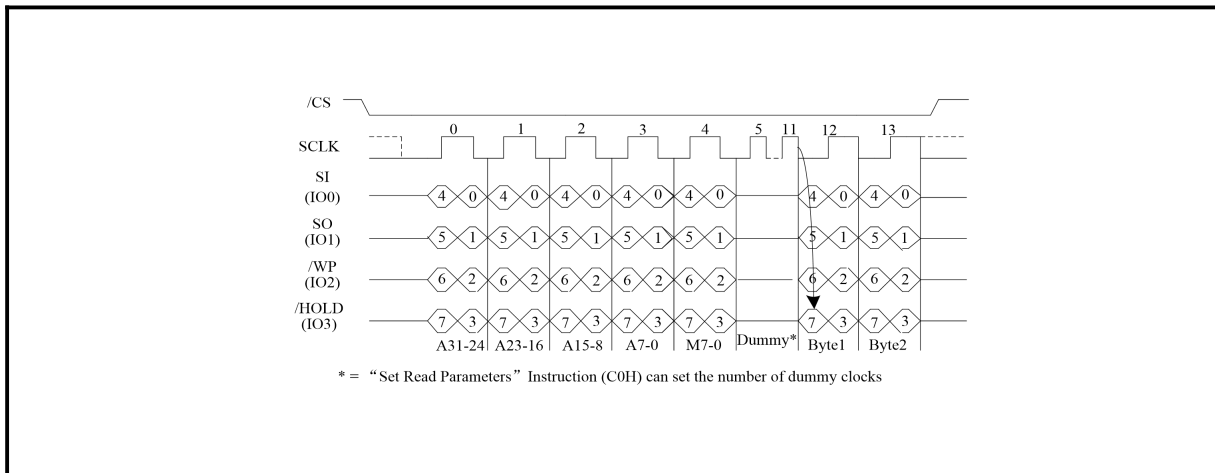 /CS
0 1 2 3 4 5 11 12 13
SCLK
SI
(IO0) 4 0 4 0 4 0 4 0 4 0 4 0 4 0
SO
(IO1) 5 1 5 1 5 1 5 1 5 1 5 1 5 1
/WP
(IO2) 6 2 6 2 6 2 6 2 6 2 6 2 6 2
/HOLD
(IO3) 7 3 7 3 7 3 7 3 7 3 7 3 7 3
A31-24 A23-16 A15-8 A7-0 M7-0 Dummy* Byte1 Byte2
* = “Set Read Parameters” Instruction (C0H) can set the number of dummy clocks